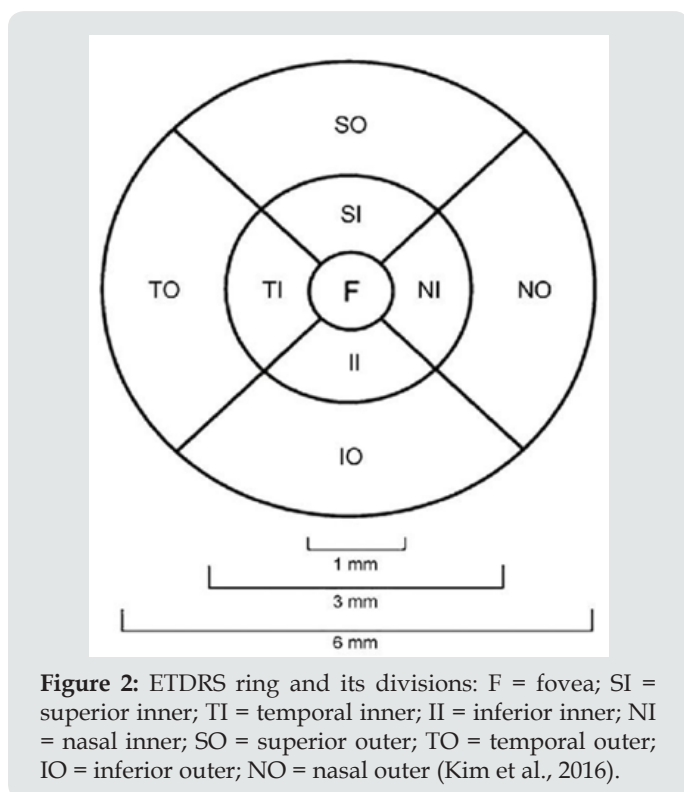 SO
SI
TO TI F NI NO
II
IO
1 mm
3 mm
6 mm
Figure 2: ETDRS ring and its divisions: F = fovea; SI =
superior inner; TI = temporal inner; II = inferior inner; NI
= nasal inner; SO = superior outer; TO = temporal outer;
IO = inferior outer; NO = nasal outer (Kim et al., 2016).